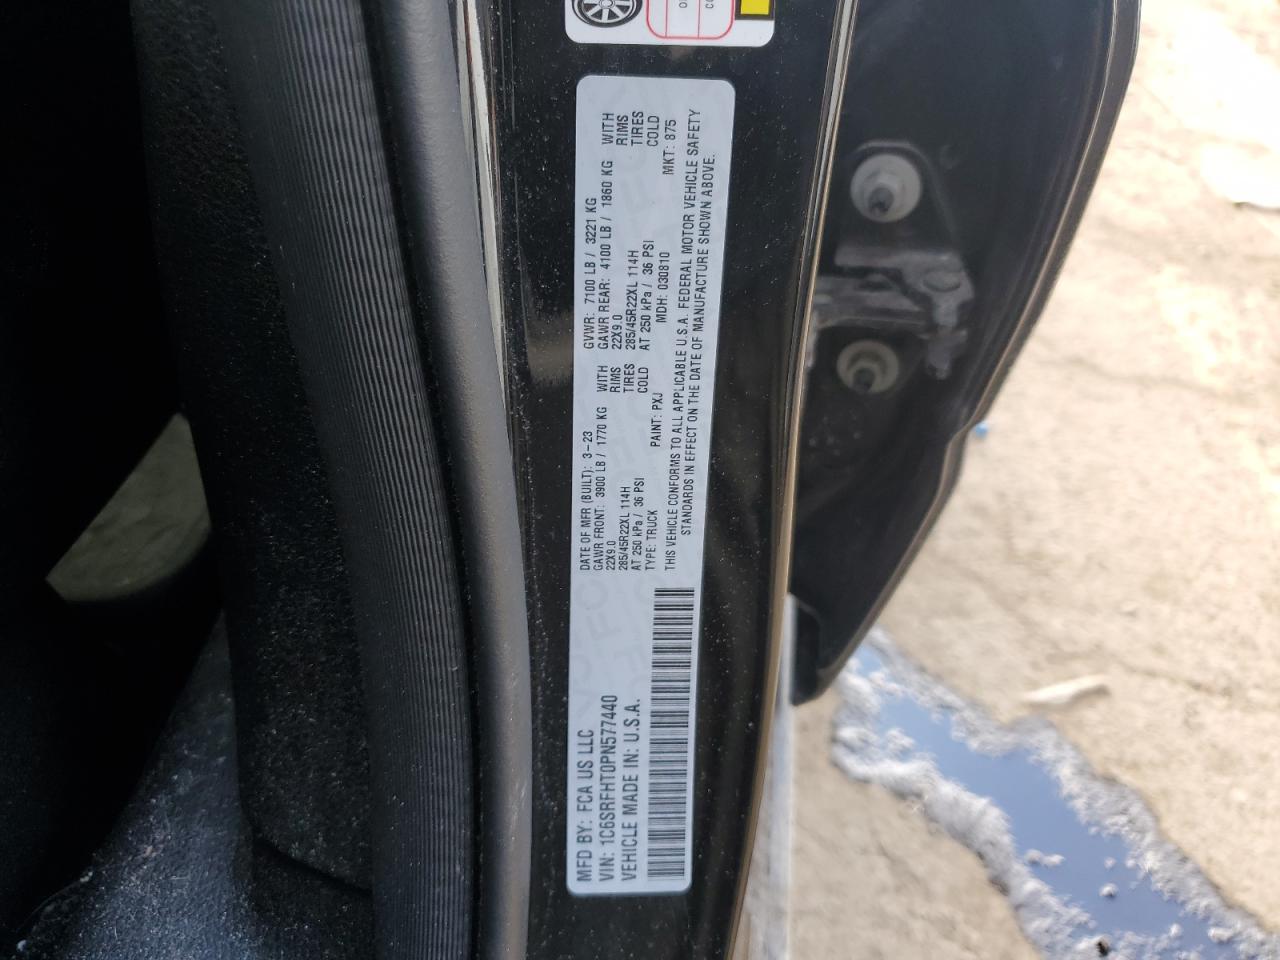 MFD BY: FCA US LLC
VIN: 1C6SRFHT0PN577440
VEHICLE MADE IN: U.S.A.
DATE OF MFR (BUILT): 3-23 GVWR: 7100 LB / 3221 KG
GAWR FRONT: 3900 LB / 1770 KG WITH GAWR REAR: 4100 LB / 1860 KG WITH
22X9.0 RIMS 22X9.0 RIMS
285/45R22XL 114H TIRES 285/45R22XL 114H TIRES
AT 250 kPa / 36 PSI COLD AT 250 kPa / 36 PSI COLD
TYPE: TRUCK PAINT: PXJ MDH: 030810 MKT: 875
THIS VEHICLE CONFORMS TO ALL APPLICABLE U.S.A. FEDERAL MOTOR VEHICLE SAFETY
STANDARDS IN EFFECT ON THE DATE OF MANUFACTURE SHOWN ABOVE.